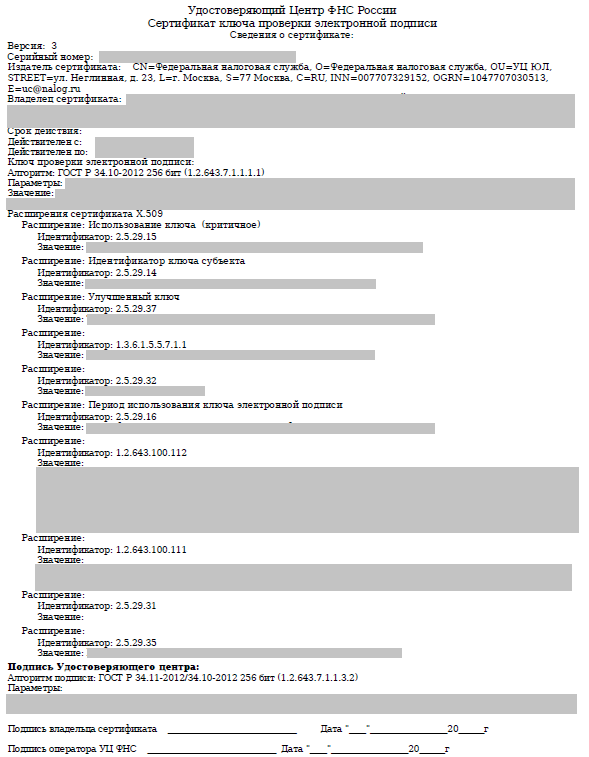 Удостоверяющий Центр ФНС России
Сертификат ключа проверки электронной подписи
Сведения о сертификате:
Версия: 3
Серийный номер:
Издатель сертификата: CN=Федеральная налоговая служба, O=Федеральная налоговая служба, OU=УЦ ЮЛ,
STREET=ул. Неглинная, д. 23, L=г. Москва, S=77 Москва, C=RU, INN=007707329152, OGRN=1047707030513,
E=uc@nalog.ru
Владелец сертификата:
Срок действия:
Действителен с:
Действителен по:
Ключ проверки электронной подписи:
Алгоритм: ГОСТ Р 34.10-2012 256 бит (1.2.643.7.1.1.1.1)
Параметры:
Значение:
Расширения сертификата X.509
Расширение: Использование ключа (критичное)
Идентификатор: 2.5.29.15
Значение:
Расширение: Идентификатор ключа субъекта
Идентификатор: 2.5.29.14
Значение:
Расширение: Улучшенный ключ
Идентификатор: 2.5.29.37
Значение:
Расширение:
Идентификатор: 1.3.6.1.5.5.7.1.1
Значение:
Расширение:
Идентификатор: 2.5.29.32
Значение:
Расширение: Период использования ключа электронной подписи
Идентификатор: 2.5.29.16
Значение:
Расширение:
Идентификатор: 1.2.643.100.112
Значение:
Расширение:
Идентификатор: 1.2.643.100.111
Значение:
Расширение:
Идентификатор: 2.5.29.31
Значение:
Расширение:
Идентификатор: 2.5.29.35
Значение:
Подпись Удостоверяющего центра:
Алгоритм подписи: ГОСТ Р 34.11-2012/34.10-2012 256 бит (1.2.643.7.1.1.3.2)
Параметры:
Подпись владельца сертификата ____________ Дата "___"____________20____г
Подпись оператора УЦ ФНС ____________ Дата "___"____________20____г